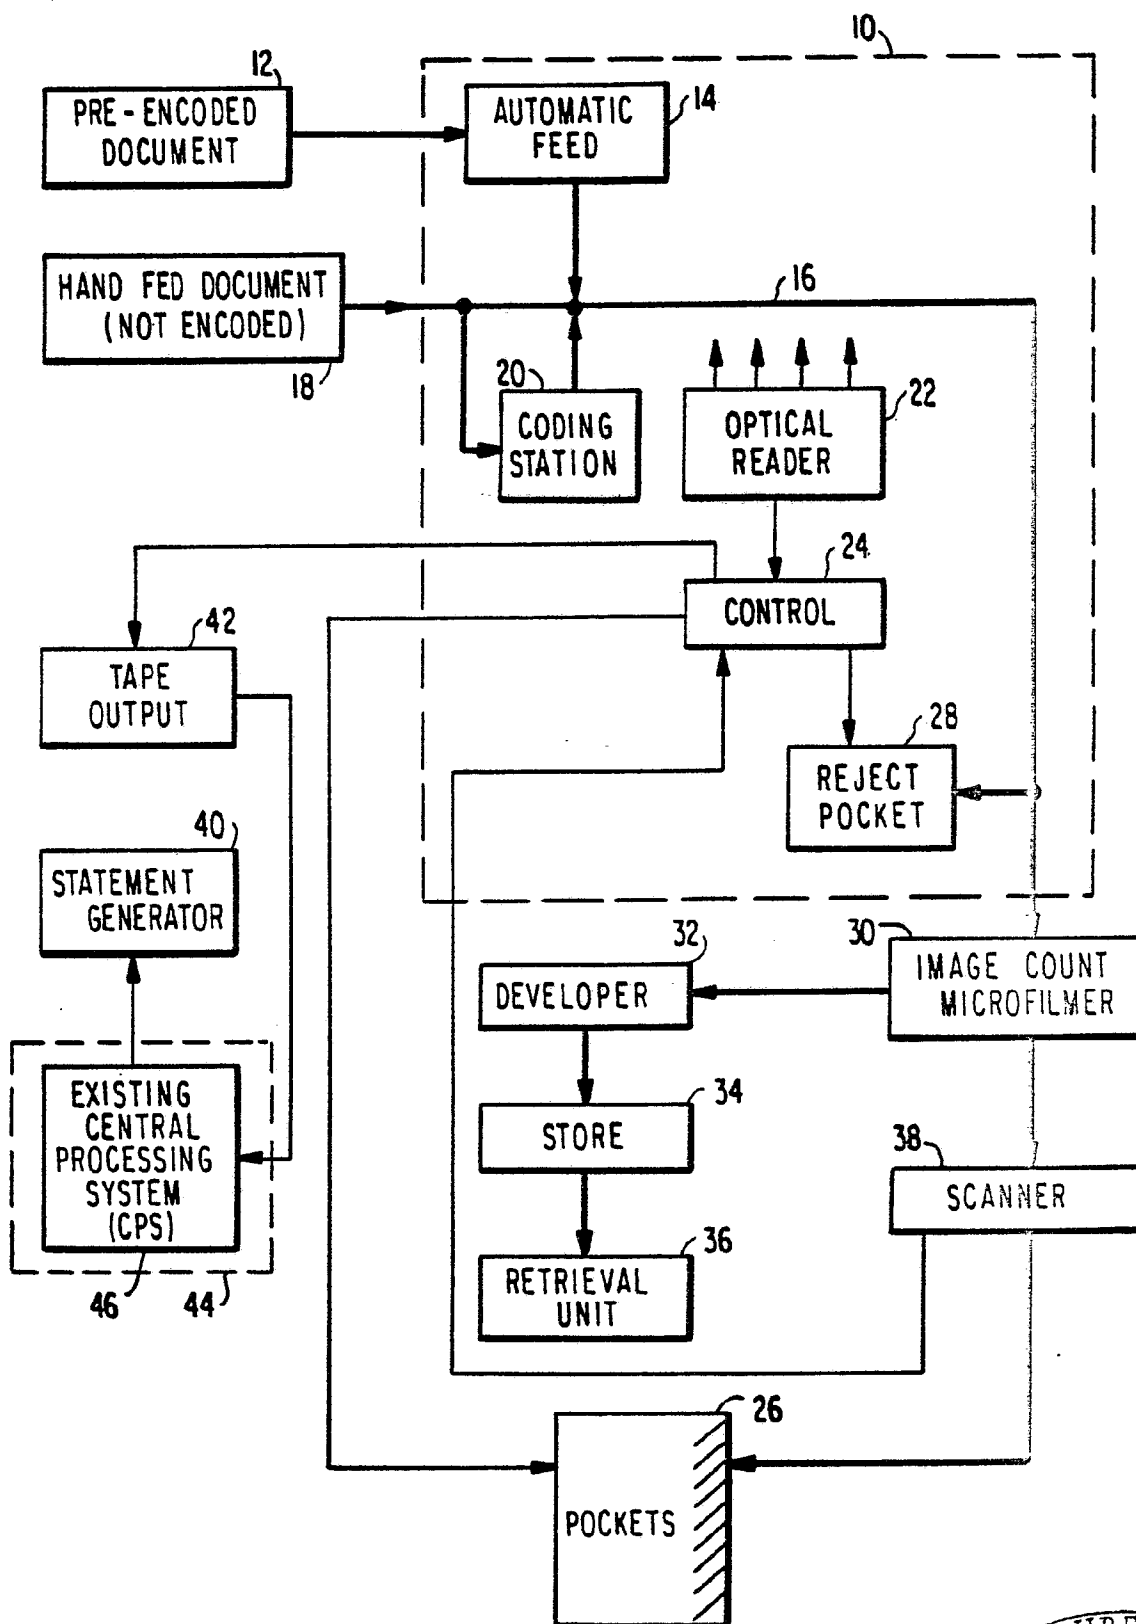 10
12
PRE-ENCODED
DOCUMENT
AUTOMATIC
FEED
14
HAND FED DOCUMENT
(NOT ENCODED)
18
16
20
CODING
STATION
OPTICAL
READER
22
24
CONTROL
42
TAPE
OUTPUT
28
REJECT
POCKET
40
STATEMENT
GENERATOR
30
IMAGE COUNT
MICROFILMER
32
DEVELOPER
34
STORE
38
SCANNER
EXISTING
CENTRAL
PROCESSING
SYSTEM
(CPS)
46
44
36
RETRIEVAL
UNIT
26
POCKETS